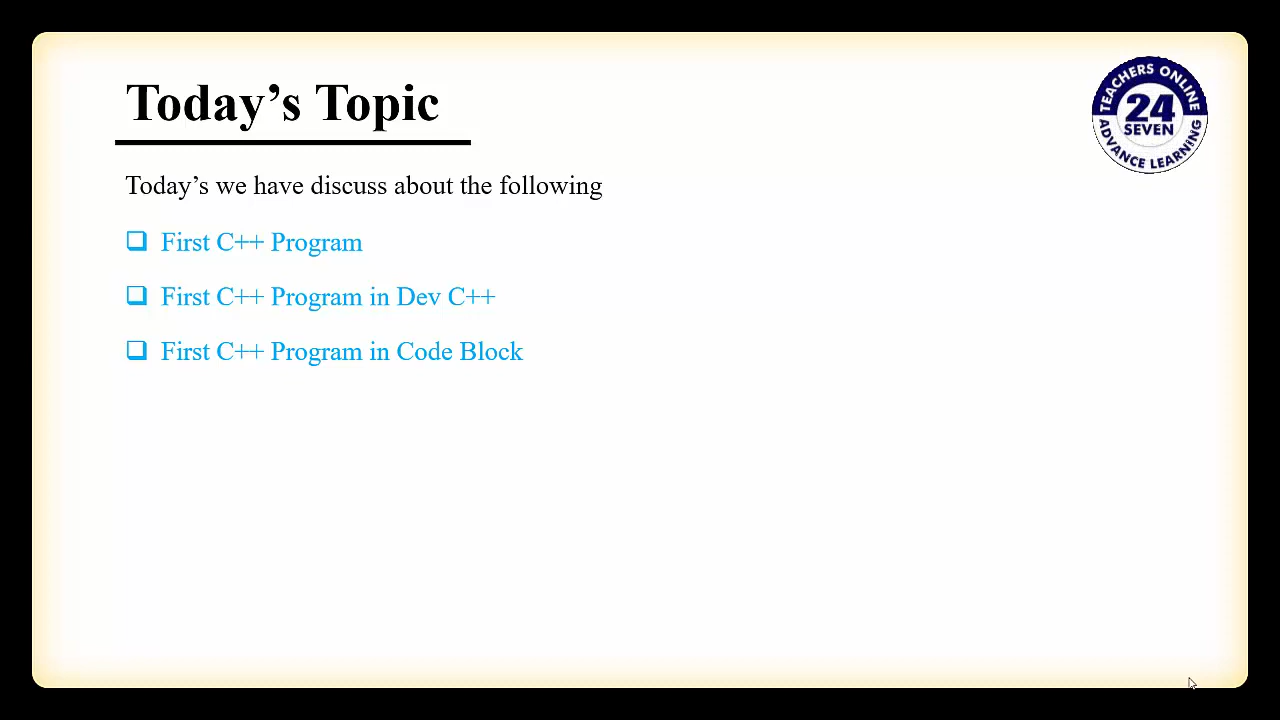 Today’s Topic
TEACHERS ONLINE
24
SEVEN
ADVANCE LEARNING
Today’s we have discuss about the following
First C++ Program
First C++ Program in Dev C++
First C++ Program in Code Block